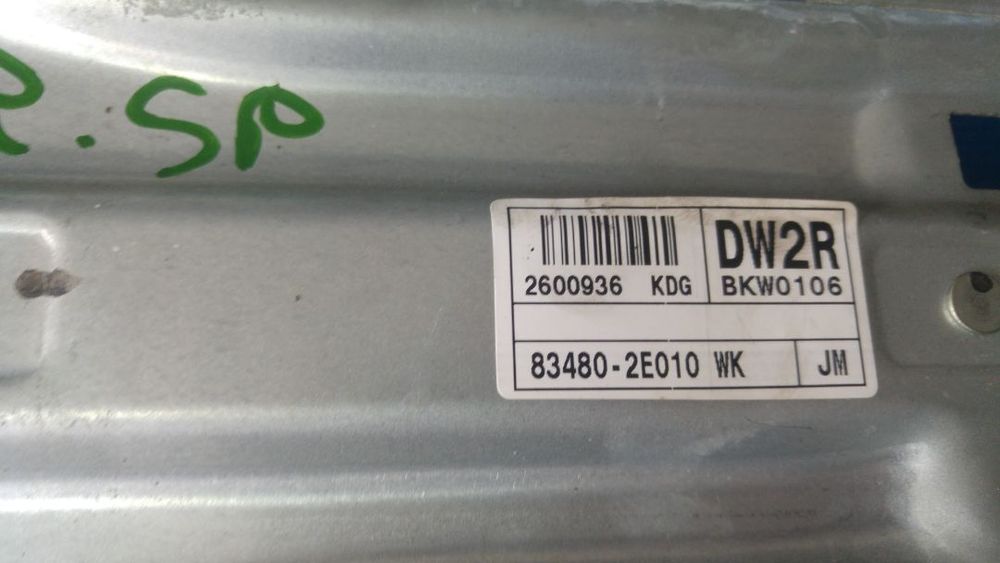 R.SP
2600936 KDG
DW2R
BKW0106
83480-2E010 WK
JM